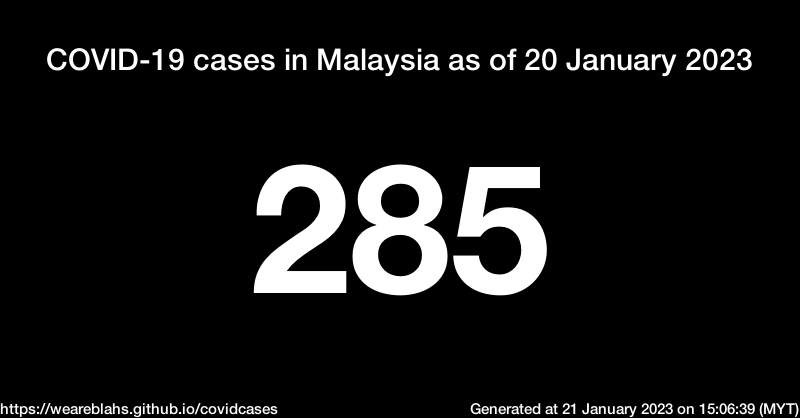 COVID-19 cases in Malaysia as of 20 January 2023
285
https://weareblahs.github.io/covidcases
Generated at 21 January 2023 on 15:06:39 (MYT)